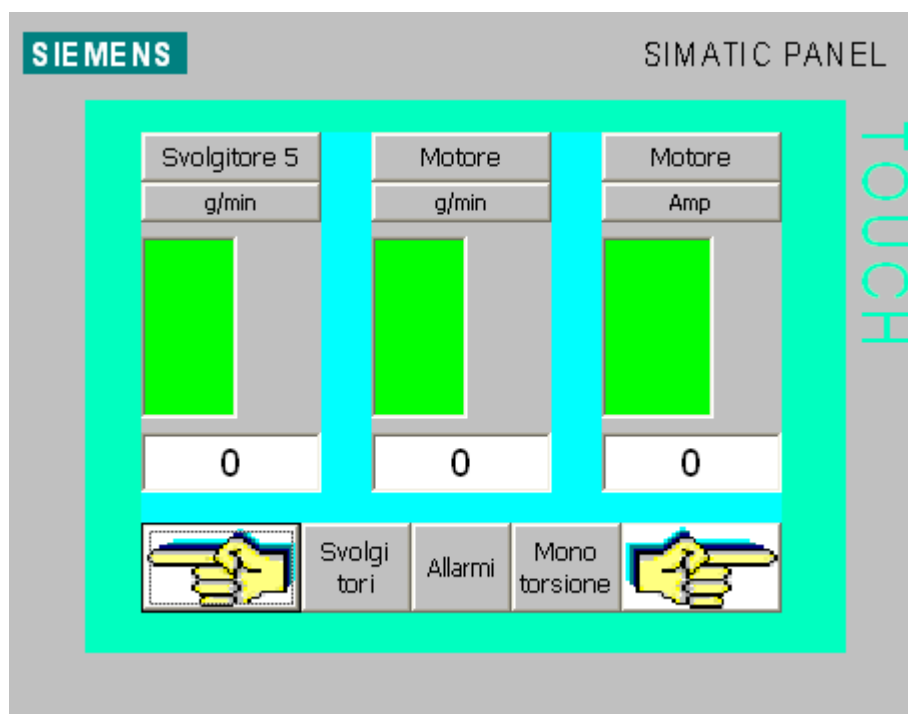 SIEMENS
SIMATIC PANEL
TOUCH
Svolgitore 5
Motore
Motore
g/min
g/min
Amp
0
0
0
Svolgi
tori
Allarmi
Mono
torsione